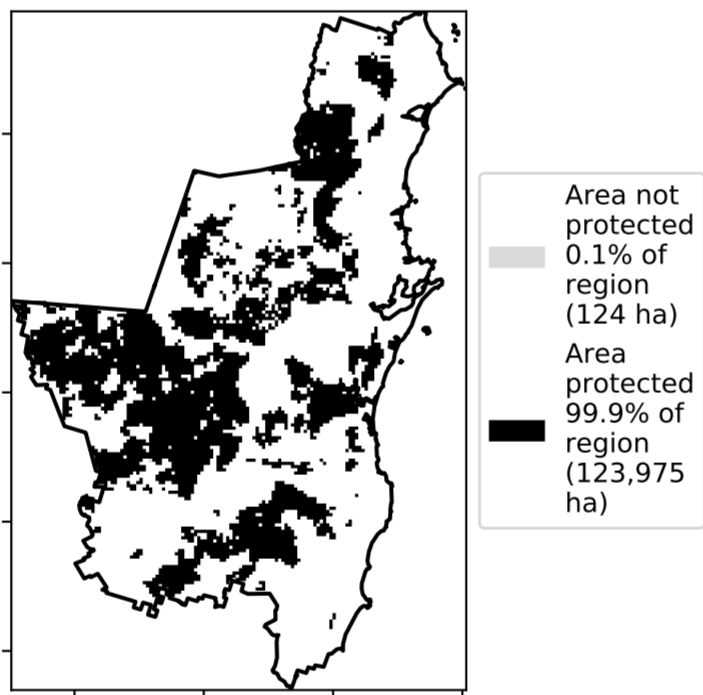 Area not
protected
0.1% of
region
(124 ha)
Area
protected
99.9% of
region
(123,975
ha)